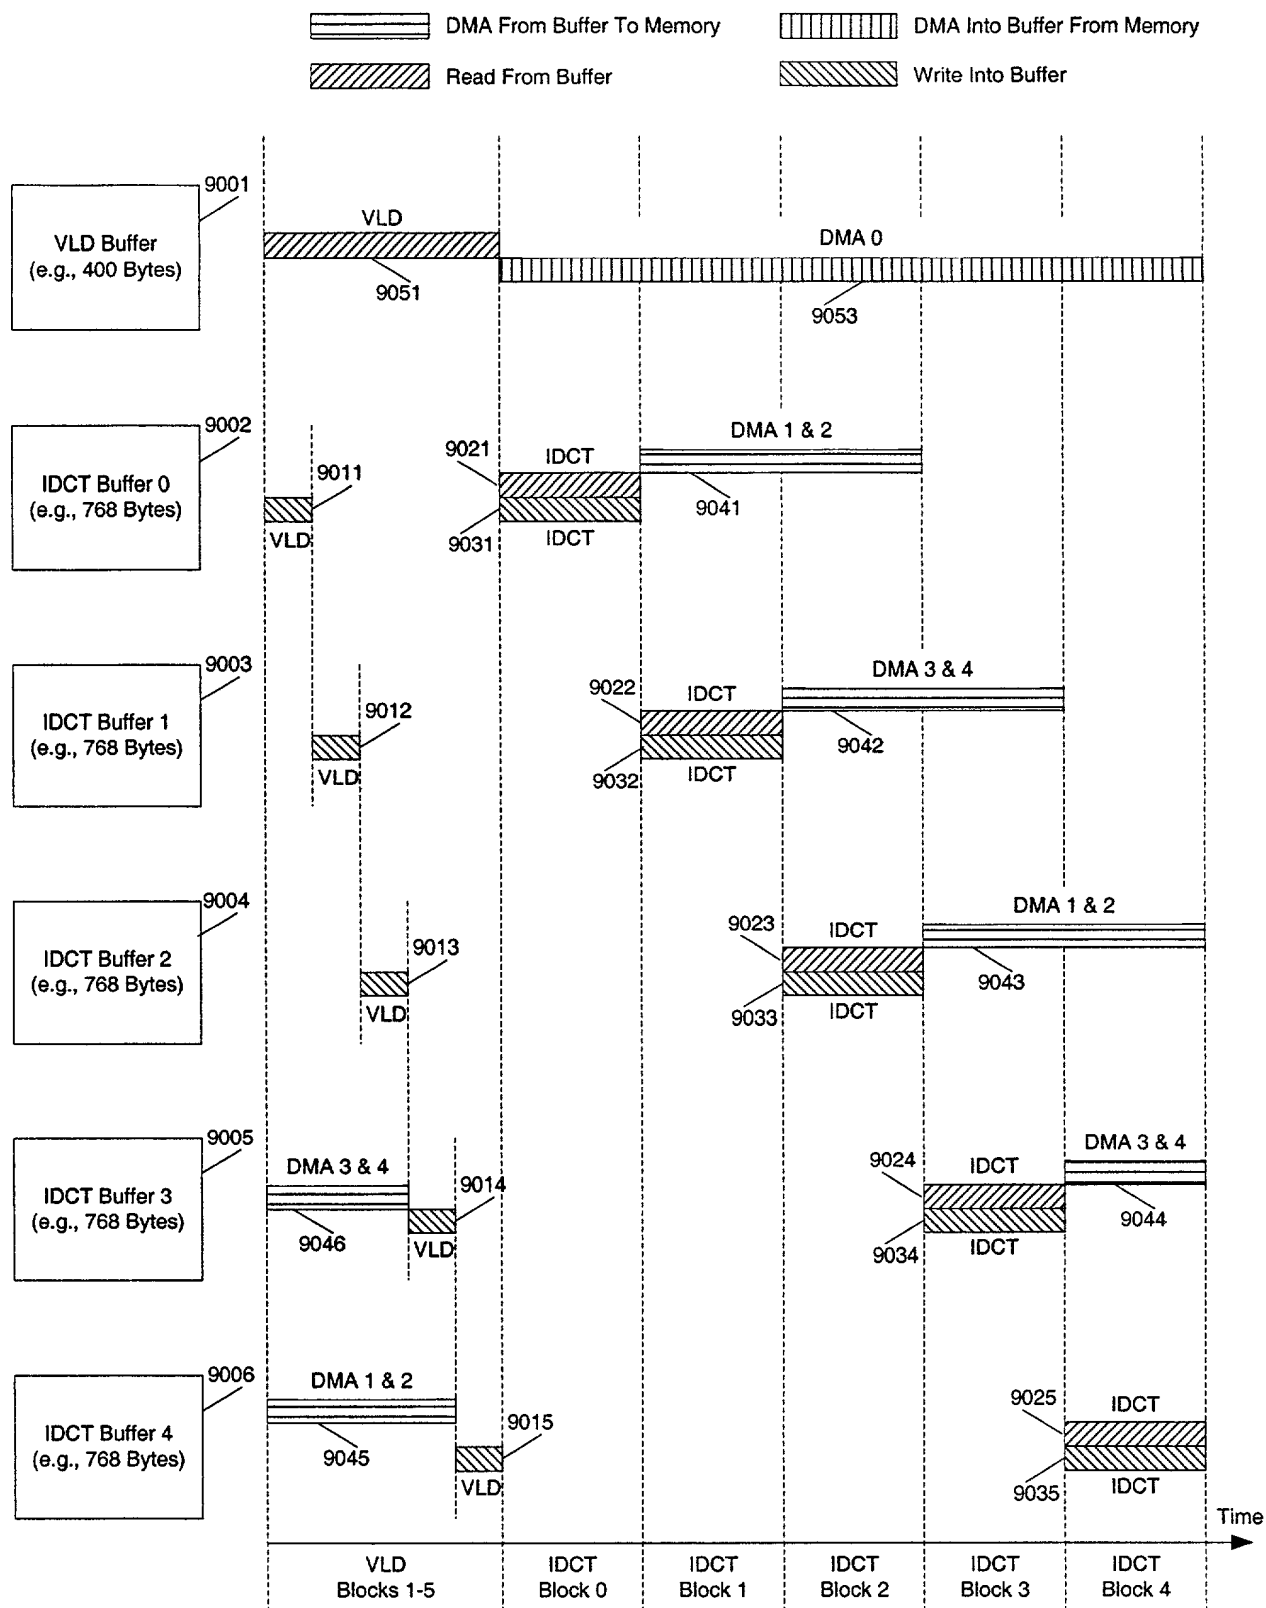 DMA From Buffer To Memory
DMA Into Buffer From Memory
Read From Buffer
Write Into Buffer
9001
VLD Buffer
(e.g., 400 Bytes)
VLD
9051
DMA 0
9053
9002
IDCT Buffer 0
(e.g., 768 Bytes)
9011
VLD
9021
IDCT
9031
IDCT
DMA 1 & 2
9041
9003
IDCT Buffer 1
(e.g., 768 Bytes)
9012
VLD
9022
IDCT
9032
IDCT
DMA 3 & 4
9042
9004
IDCT Buffer 2
(e.g., 768 Bytes)
9013
VLD
9023
IDCT
9033
IDCT
DMA 1 & 2
9043
9005
IDCT Buffer 3
(e.g., 768 Bytes)
DMA 3 & 4
9046
9014
VLD
9024
IDCT
9034
IDCT
DMA 3 & 4
9044
9006
IDCT Buffer 4
(e.g., 768 Bytes)
DMA 1 & 2
9045
9015
VLD
9025
IDCT
9035
IDCT
Time
VLD
Blocks 1-5
IDCT
Block 0
IDCT
Block 1
IDCT
Block 2
IDCT
Block 3
IDCT
Block 4